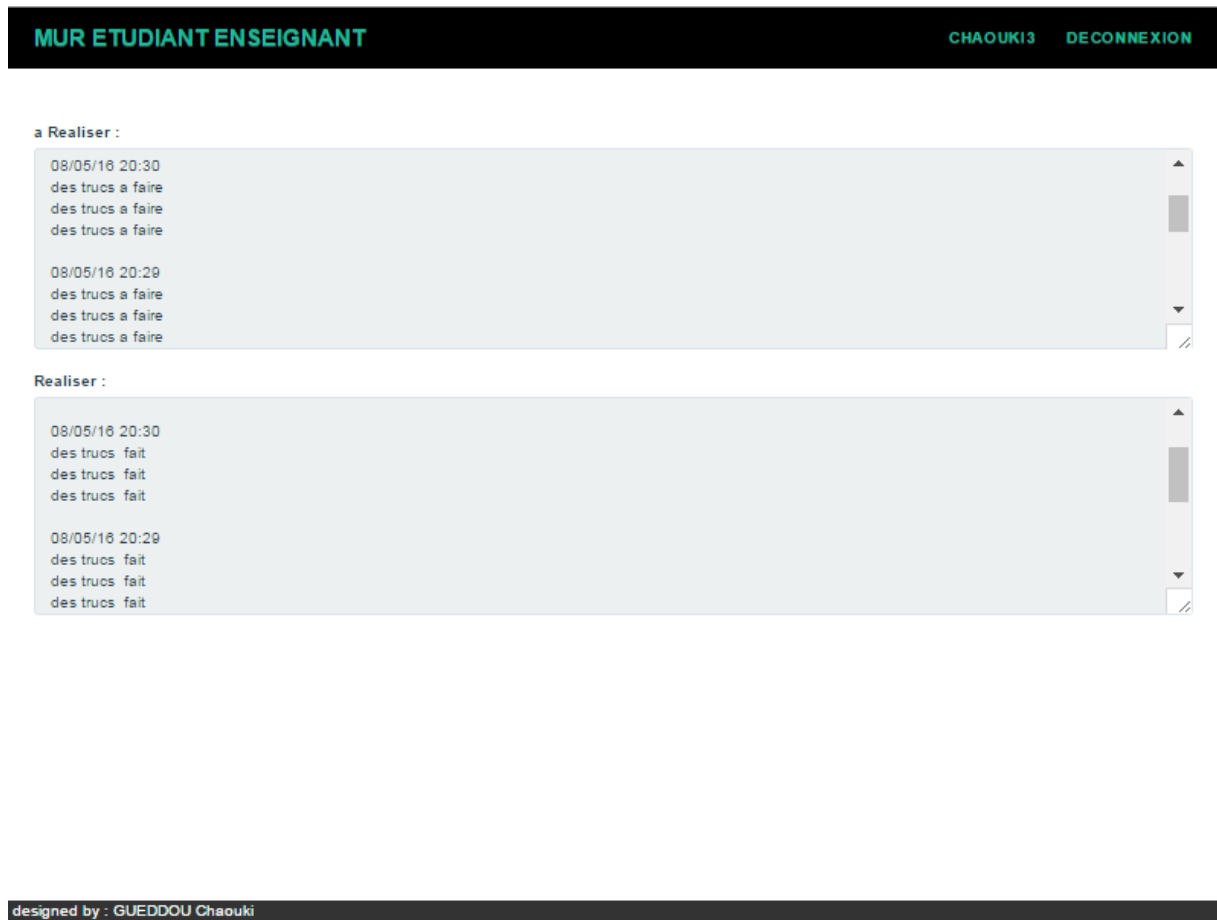 MUR ETUDIANT ENSEIGNANT
CHAOUKI3 DECONNEXION
a Realiser :
08/05/16 20:30
des trucs a faire
des trucs a faire
des trucs a faire
08/05/16 20:29
des trucs a faire
des trucs a faire
des trucs a faire
Realiser :
08/05/16 20:30
des trucs  fait
des trucs  fait
des trucs  fait
08/05/16 20:29
des trucs  fait
des trucs  fait
des trucs  fait
designed by : GUEDDOU Chaouki